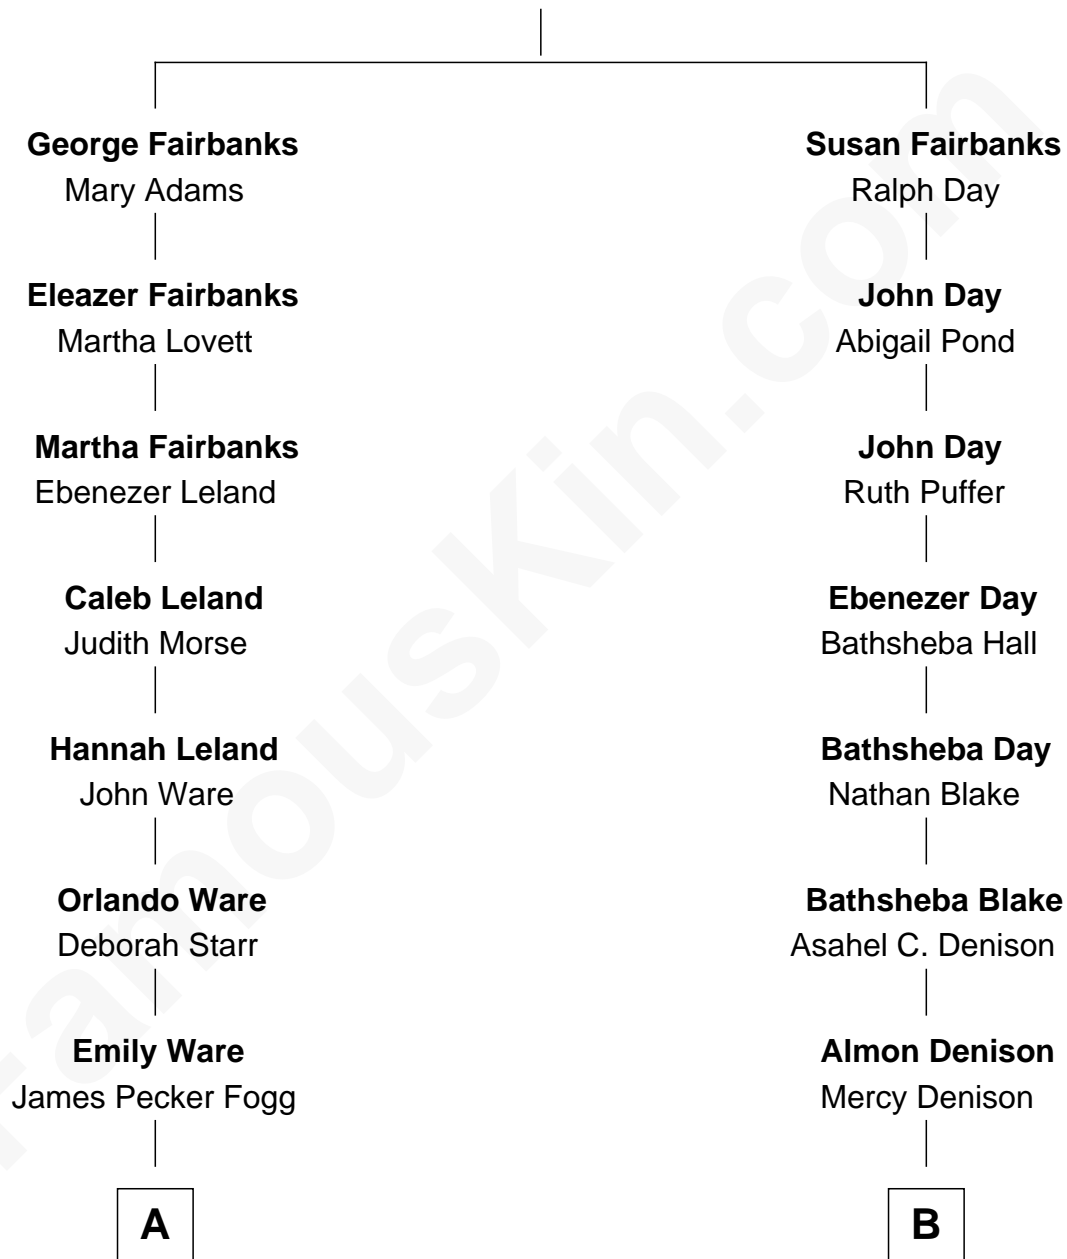 George Fairbanks
Mary Adams
Susan Fairbanks
Ralph Day
Eleazer Fairbanks
Martha Lovett
John Day
Abigail Pond
Martha Fairbanks
Ebenezer Leland
John Day
Ruth Puffer
Caleb Leland
Judith Morse
Ebenezer Day
Bathsheba Hall
Hannah Leland
John Ware
Bathsheba Day
Nathan Blake
Orlando Ware
Deborah Starr
Bathsheba Blake
Asahel C. Denison
Emily Ware
James Pecker Fogg
Almon Denison
Mercy Denison
A
B
FamousKin.com